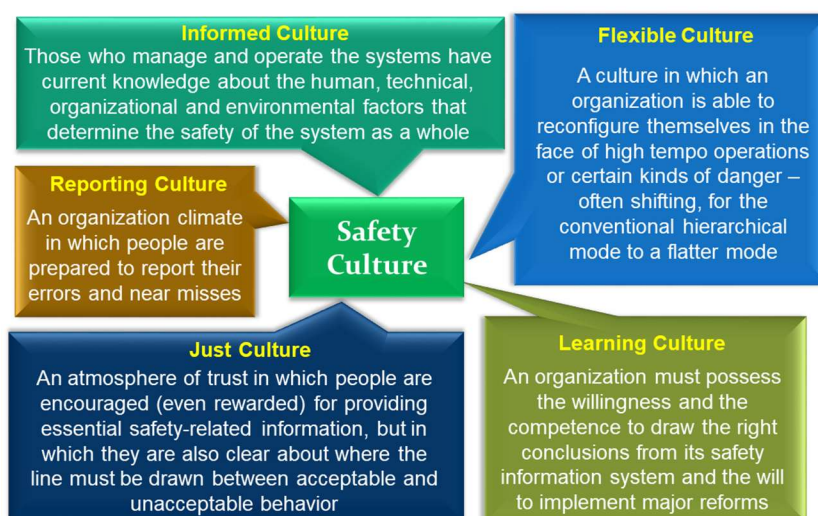 Informed Culture
Those who manage and operate the systems have
current knowledge about the human, technical,
organizational and environmental factors that
determine the safety of the system as a whole
Flexible Culture
A culture in which an
organization is able to
reconfigure themselves in the
face of high tempo operations
or certain kinds of danger –
often shifting, for the
conventional hierarchical
mode to a flatter mode
Reporting Culture
An organization climate
in which people are
prepared to report their
errors and near misses
Safety
Culture
Just Culture
An atmosphere of trust in which people are
encouraged (even rewarded) for providing
essential safety-related information, but in
which they are also clear about where the
line must be drawn between acceptable and
unacceptable behavior
Learning Culture
An organization must possess
the willingness and the
competence to draw the right
conclusions from its safety
information system and the will
to implement major reforms